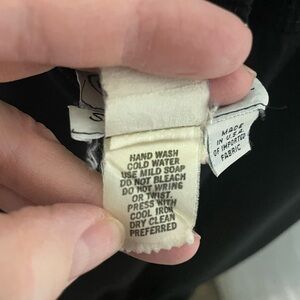 HAND WASH
COLD WATER
USE MILD SOAP
DO NOT BLEACH
DO NOT WRING
OR TWIST.
PRESS WITH
COOL IRON
DRY CLEAN
PREFERRED
MADE
IN U.S.A.
OF IMPORTED
FABRIC